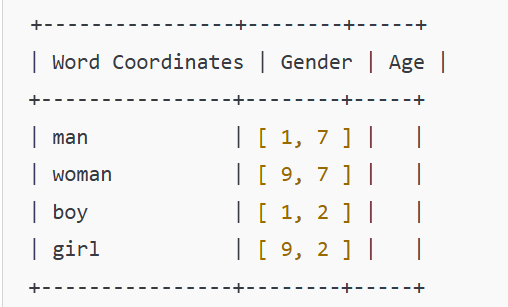 +-----------------+--------+-----+
| Word Coordinates | Gender | Age |
+-----------------+--------+-----+
| man             | [ 1, 7 ] |   |
| woman           | [ 9, 7 ] |   |
| boy             | [ 1, 2 ] |   |
| girl            | [ 9, 2 ] |   |
+-----------------+--------+-----+